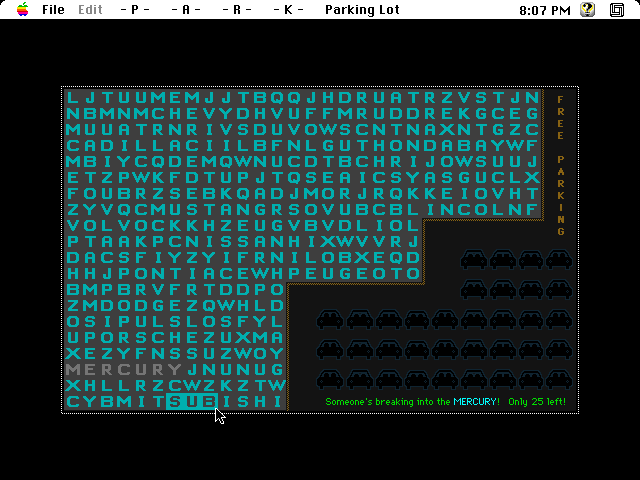 File Edit - P - - A - - R - - K - Parking Lot 8:07 PM
LJTUUMEMJJTBQQJHDRUATRZVSTJN
NBMNMCHEVYDHVUFFMRUDDREKGCEG
MUUATRNRIVSDUVOWSCNTNAXNTGZC
CADILLACIILBFNLGUTHONDABAYWF
MBIYCQDEMQWNUCDTBCHRIJOWSUUJ
ETZPWKFDTUPJTQSEAICSYASGUCLX
FOUBRZSEBKQADJMORJRQKKEIOVHT
ZYVQCMUSTANGRSOVUBCBLINCOLNF
VOLVOCKKHZEUGVBVDLIOL
PTAAKPCNISSANHIXWVVRJ
DACSFIYZYIFRNILOBXEQD
HHJPONTIACEWHPEUGEOTO
BMPBRVFRTDDPO
ZMDODGEZQWHLD
OSIPULSLOSFYL
UPORSCHEZUXMA
XEZYFNSSUZWOY
MERCURYJNUNUG
XHLLRZCWZKZTW
CYBMITSUBISHI
FREE PARKING
Someone's breaking into the MERCURY! Only 25 left!